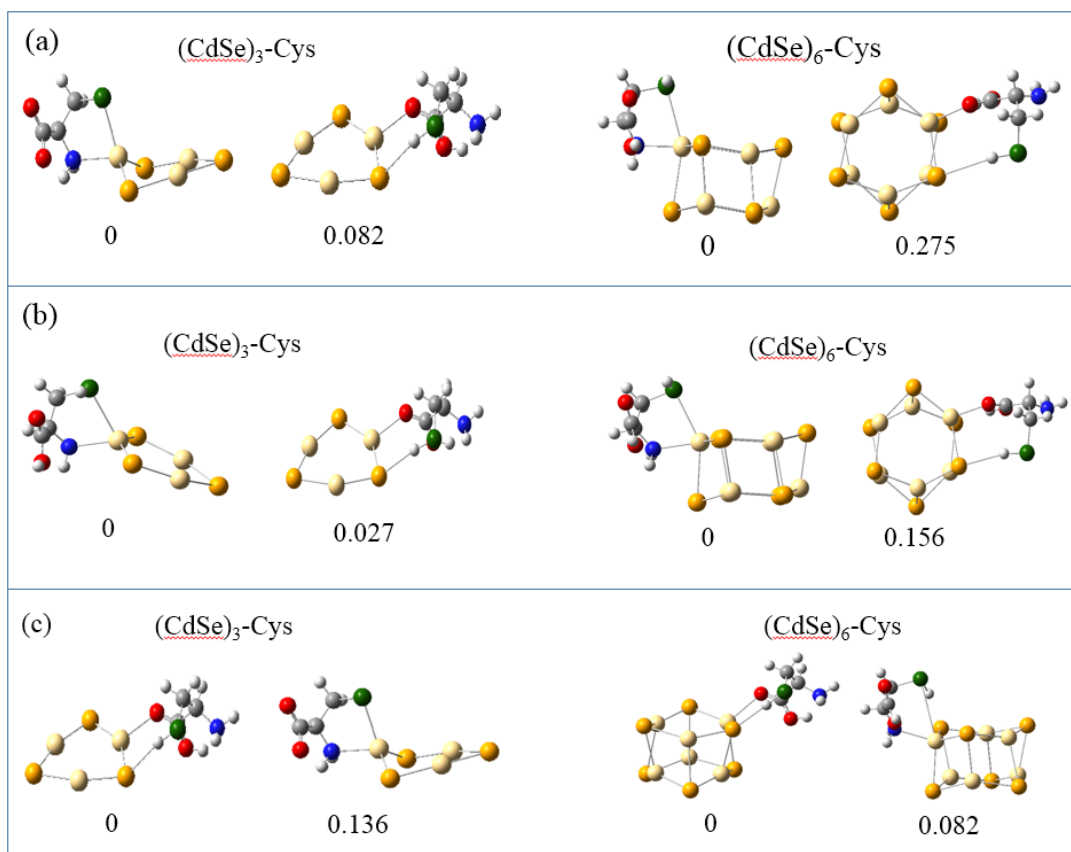 (a) (CdSe)₃-Cys (CdSe)₆-Cys
0 0.082 0 0.275
(b) (CdSe)₃-Cys (CdSe)₆-Cys
0 0.027 0 0.156
(c) (CdSe)₃-Cys (CdSe)₆-Cys
0 0.136 0 0.082